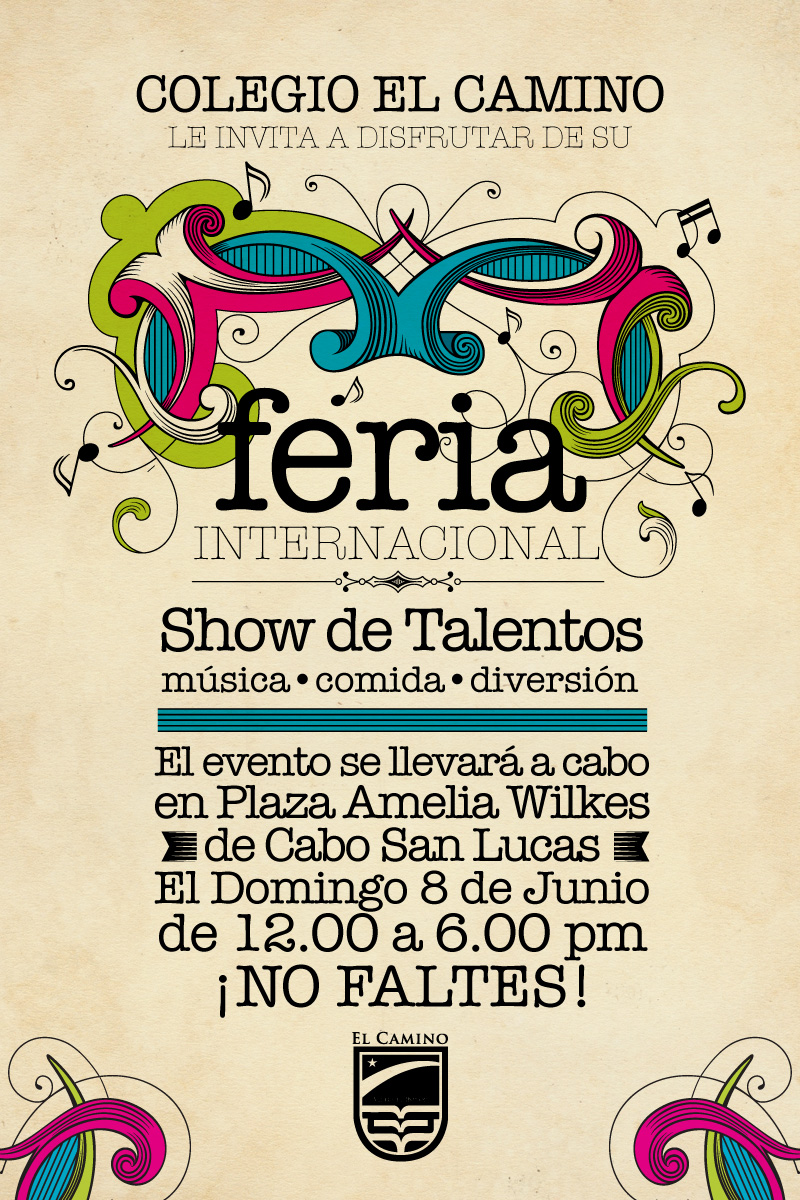 COLEGIO EL CAMINO
LE INVITA A DISFRUTAR DE SU
feria
INTERNACIONAL
Show de Talentos
música • comida • diversión
El evento se llevará a cabo
en Plaza Amelia Wilkes
de Cabo San Lucas
El Domingo 8 de Junio
de 12.00 a 6.00 pm
¡NO FALTES!
EL CAMINO